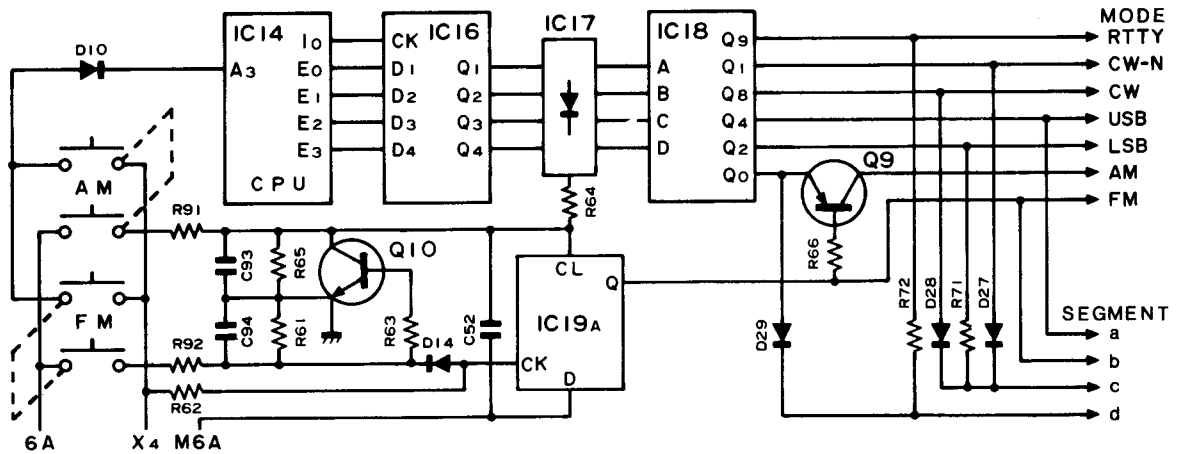 IC14
I0
A3
E0
E1
E2
E3
CPU
IC16
CK
D1
D2
D3
D4
Q1
Q2
Q3
Q4
IC17
IC18
A
B
C
D
Q9
Q1
Q8
Q4
Q2
Q0
MODE
RTTY
CW-N
CW
USB
LSB
AM
FM
D10
AM
FM
R91
C93
R65
Q10
C94
R61
R63
R92
D14
R62
C52
R64
CL
Q
IC19A
CK
D
Q9
R66
D29
R72
D28
R71
D27
SEGMENT
a
b
c
d
6A
X4
M6A